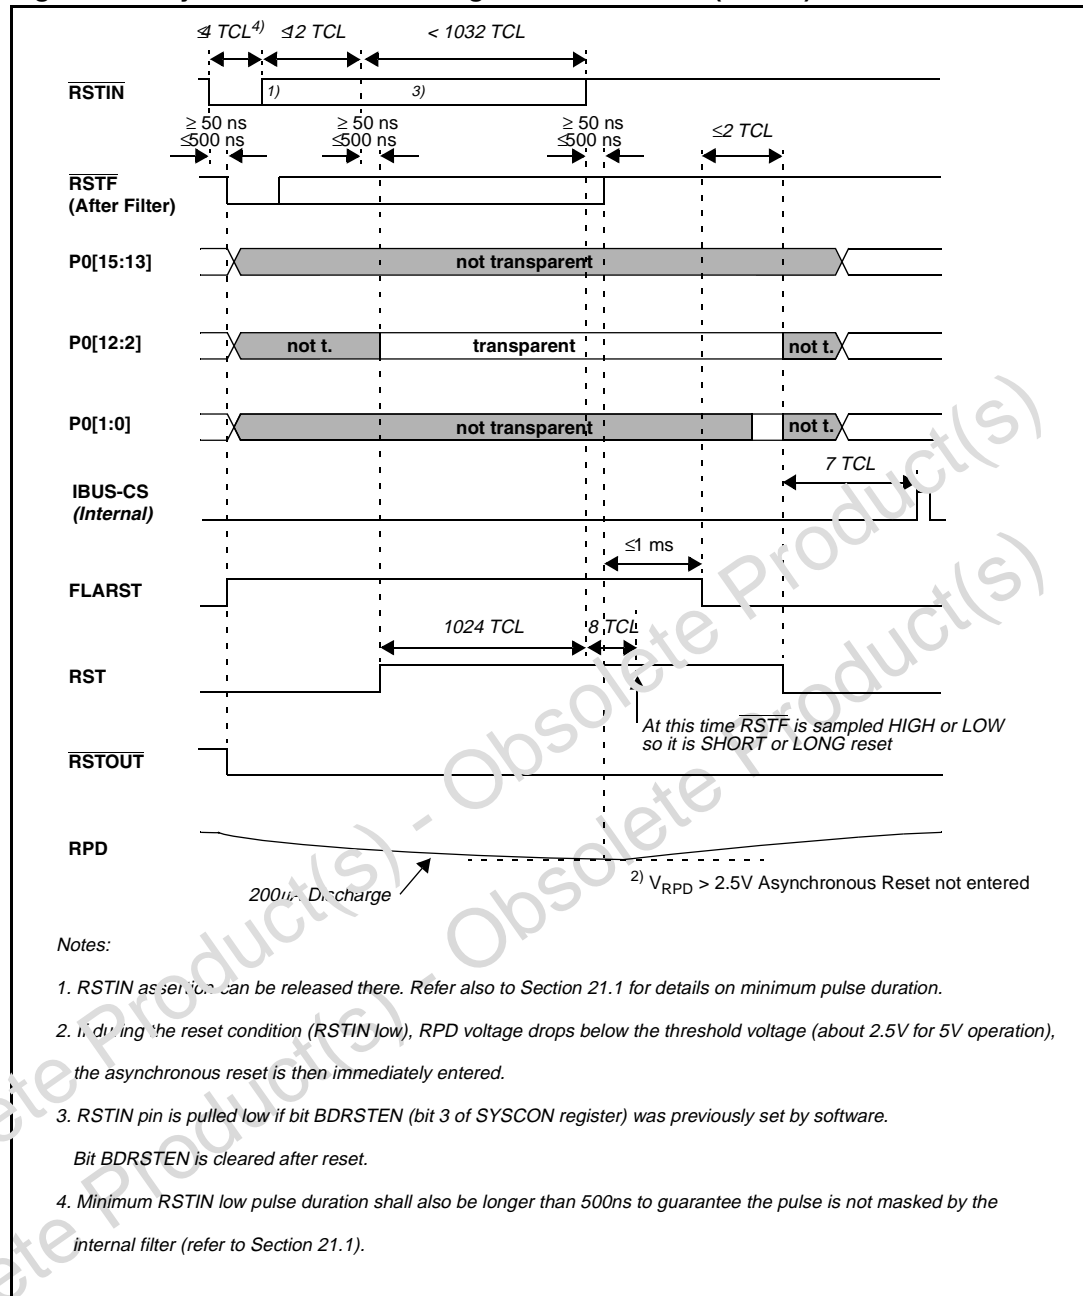 ≤4 TCL4) ≤12 TCL < 1032 TCL
RSTIN 1) 3)
≥ 50 ns ≥ 50 ns ≥ 50 ns
≤500 ns ≤500 ns ≤500 ns ≤2 TCL
RSTF
(After Filter)
P0[15:13] not transparent
P0[12:2] not t. transparent not t.
P0[1:0] not transparent not t.
7 TCL
IBUS-CS
(Internal)
≤1 ms
FLARST
1024 TCL 8 TCL
RST
At this time RSTF is sampled HIGH or LOW
so it is SHORT or LONG reset
RSTOUT
RPD
Discharge
2) VRPD > 2.5V Asynchronous Reset not entered
Notes:
1. RSTIN assertion can be released there. Refer also to Section 21.1 for details on minimum pulse duration.
2. If during the reset condition (RSTIN low), RPD voltage drops below the threshold voltage (about 2.5V for 5V operation),
the asynchronous reset is then immediately entered.
3. RSTIN pin is pulled low if bit BDRSTEN (bit 3 of SYSCON register) was previously set by software.
Bit BDRSTEN is cleared after reset.
4. Minimum RSTIN low pulse duration shall also be longer than 500ns to guarantee the pulse is not masked by the
internal filter (refer to Section 21.1).
ete Product(s) - Obsolete Product(s)
ete Product(s) - Obsolete Product(s)